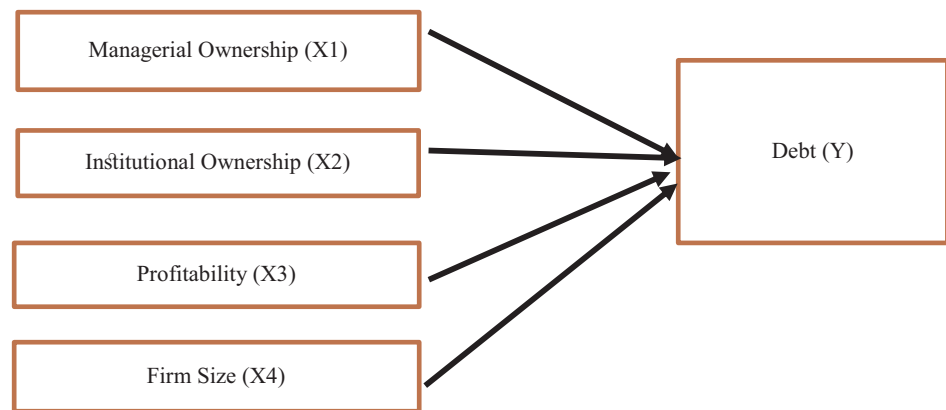 Managerial Ownership (X1)
Institutional Ownership (X2)
Debt (Y)
Profitability (X3)
Firm Size (X4)